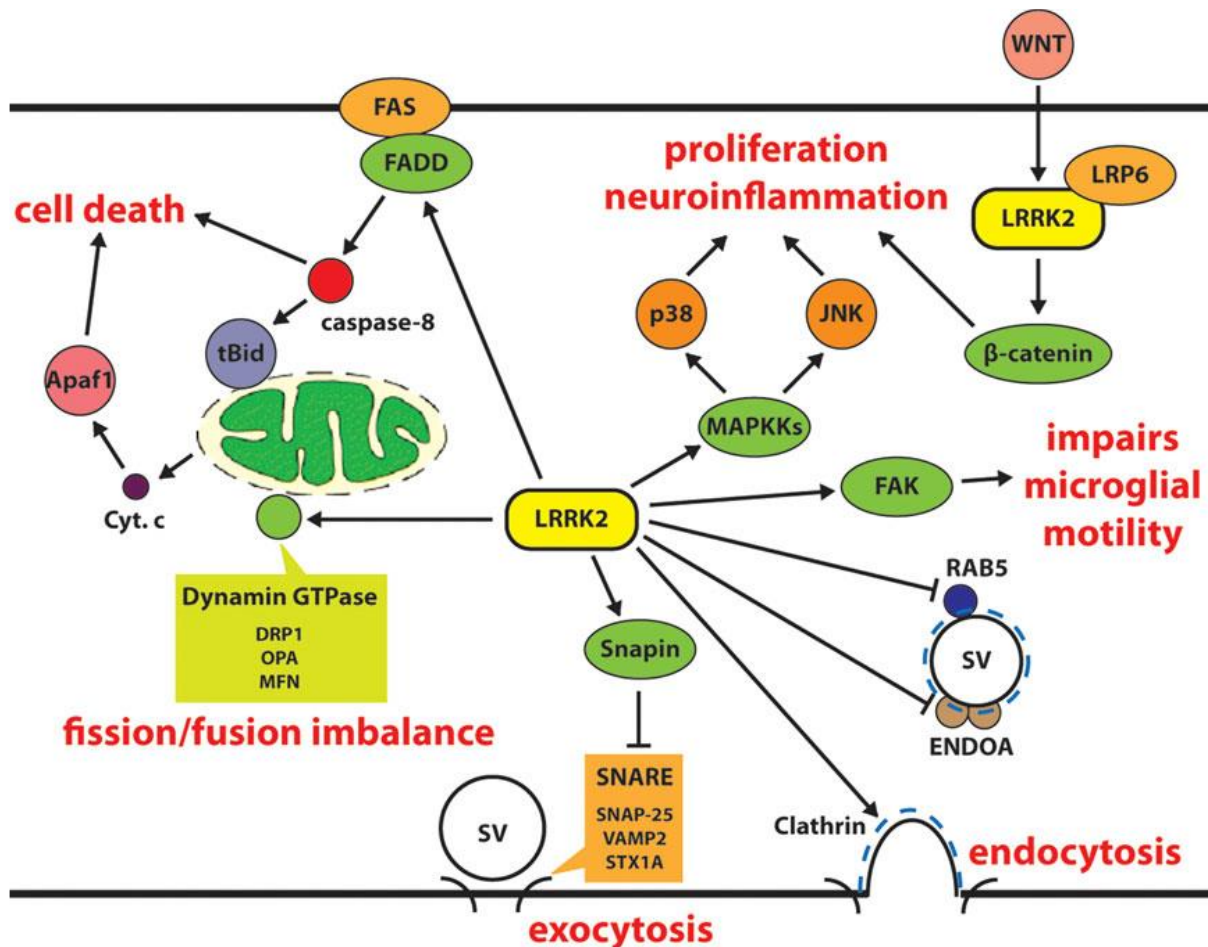 WNT
FAS
FADD
proliferation
neuroinflammation
LRP6
LRRK2
cell death
caspase-8
p38
JNK
β-catenin
tBid
Apaf1
MAPKKs
impairs
microglial
motility
FAK
Cyt. c
LRRK2
RAB5
SV
ENDOA
Dynamin GTPase
DRP1
OPA
MFN
fission/fusion imbalance
Snapin
SNARE
SNAP-25
VAMP2
STX1A
SV
Clathrin
endocytosis
exocytosis